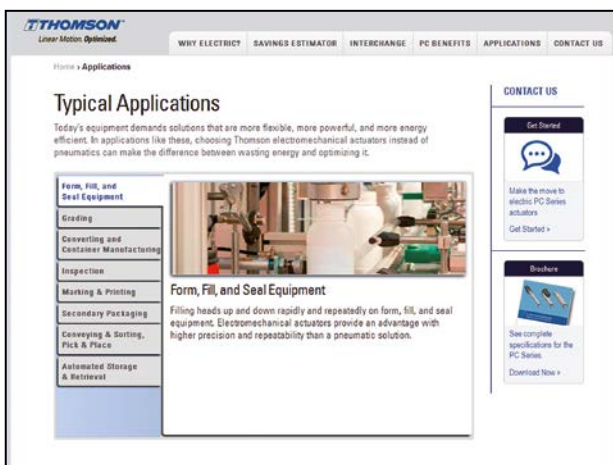 THOMSON™
Linear Motion. Optimized.
WHY ELECTRIC?
SAVINGS ESTIMATOR
INTERCHANGE
PC BENEFITS
APPLICATIONS
CONTACT US
Home › Applications
Typical Applications
Today's equipment demands solutions that are more flexible, more powerful, and more energy
efficient. In applications like these, choosing Thomson electromechanical actuators instead of
pneumatics can make the difference between wasting energy and optimizing it.
Form, Fill, and
Seal Equipment
Grading
Converting and
Container Manufacturing
Inspection
Marking & Printing
Secondary Packaging
Conveying & Sorting,
Pick & Place
Automated Storage
& Retrieval
Form, Fill, and Seal Equipment
Filling heads up and down rapidly and repeatedly on form, fill, and seal
equipment. Electromechanical actuators provide an advantage with
higher precision and repeatability than a pneumatic solution.
CONTACT US
Get Started
Make the move to
electric PC Series
actuators
Get Started »
Brochure
See complete
specifications for the
PC Series.
Download Now »